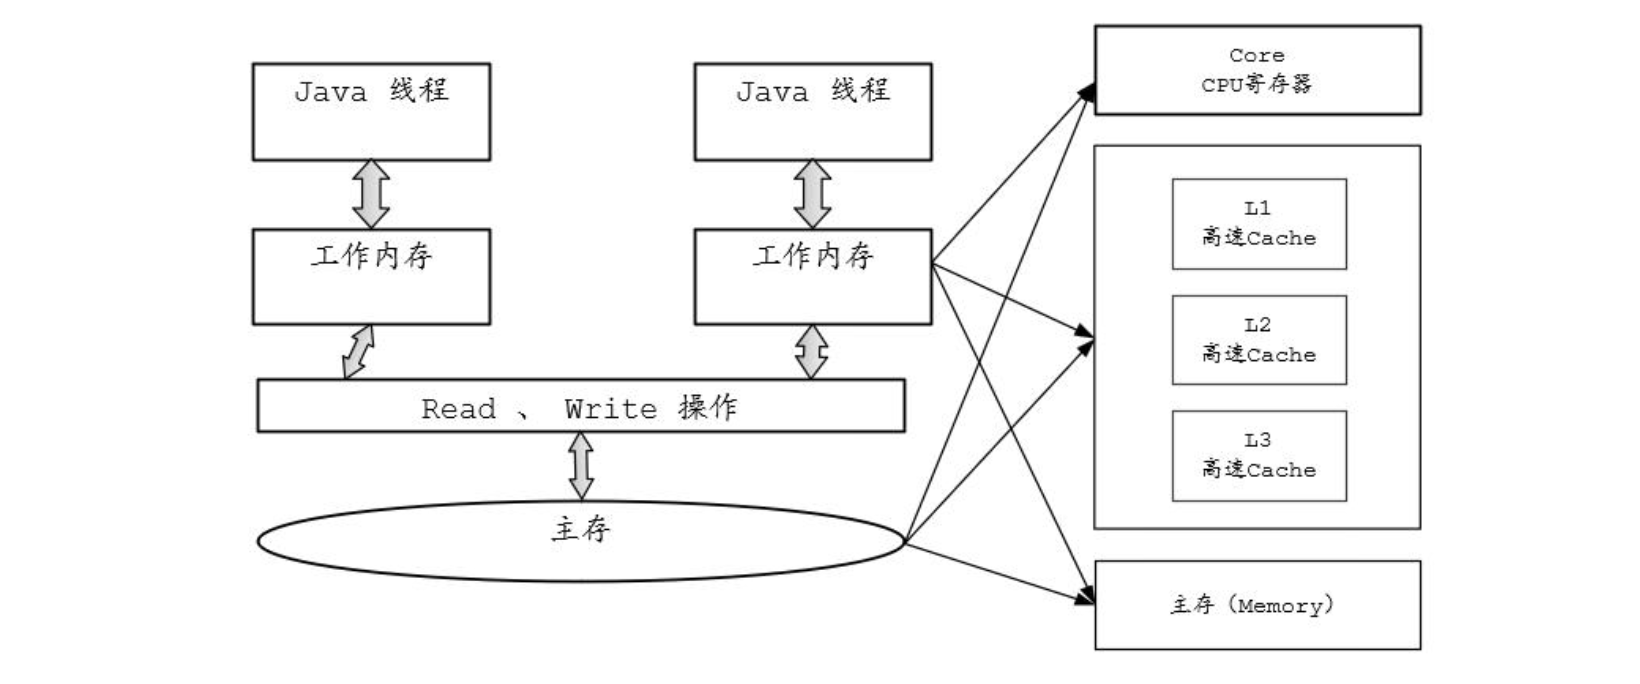 Java 线程
Java 线程
工作内存
工作内存
Read 、 Write 操作
主存
Core
CPU寄存器
L1
高速Cache
L2
高速Cache
L3
高速Cache
主存（Memory）